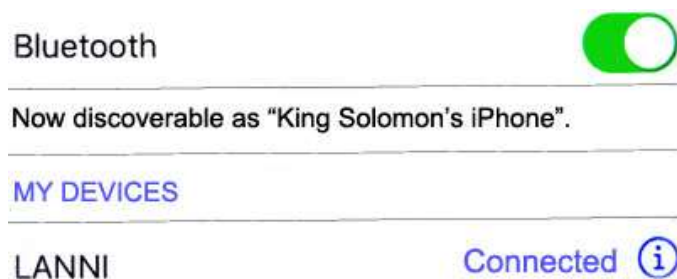 Bluetooth
Now discoverable as “King Solomon’s iPhone”.
MY DEVICES
LANNI Connected i